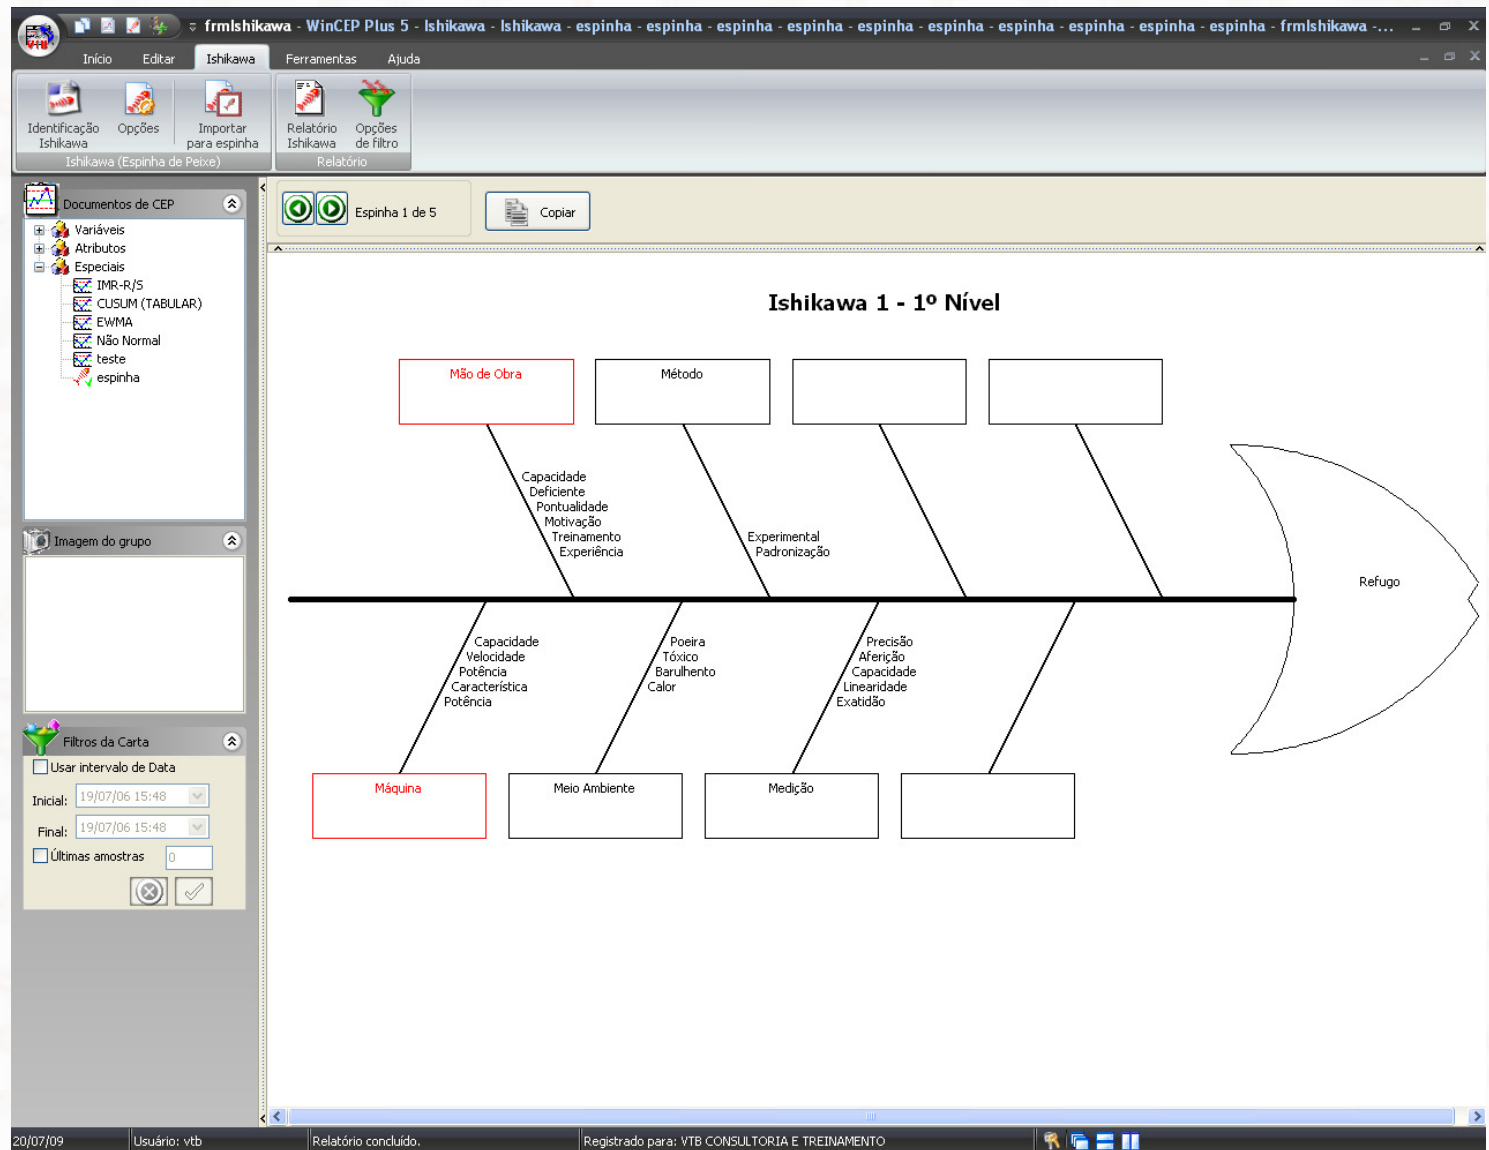 frmIshikawa - WinCEP Plus 5 - Ishikawa - Ishikawa - espinha - espinha - espinha - espinha - espinha - espinha - espinha - espinha - espinha - espinha - frmIshikawa -...
Início Editar Ishikawa Ferramentas Ajuda
Identificação Ishikawa
Opções
Importar para espinha
Relatório Ishikawa
Opções de filtro
Ishikawa (Espinha de Peixe)
Relatório
Documentos de CEP
Variáveis
Atributos
Especiais
IMR-R/S
CUSUM (TABULAR)
EWMA
Não Normal
teste
espinha
Imagem do grupo
Filtros da Carta
Usar intervalo de Data
Inicial: 19/07/06 15:48
Final: 19/07/06 15:48
Últimas amostras 0
Espinha 1 de 5
Copiar
Ishikawa 1 - 1º Nível
Mão de Obra
Método
Capacidade
Deficiente
Pontualidade
Motivação
Treinamento
Experiência
Experimental
Padronização
Refugo
Capacidade
Velocidade
Potência
Característica
Potência
Poeira
Tóxico
Barulhento
Calor
Precisão
Aferição
Capacidade
Linearidade
Exatidão
Máquina
Meio Ambiente
Medição
20/07/09 Usuário: vtb Relatório concluído. Registrado para: VTB CONSULTORIA E TREINAMENTO